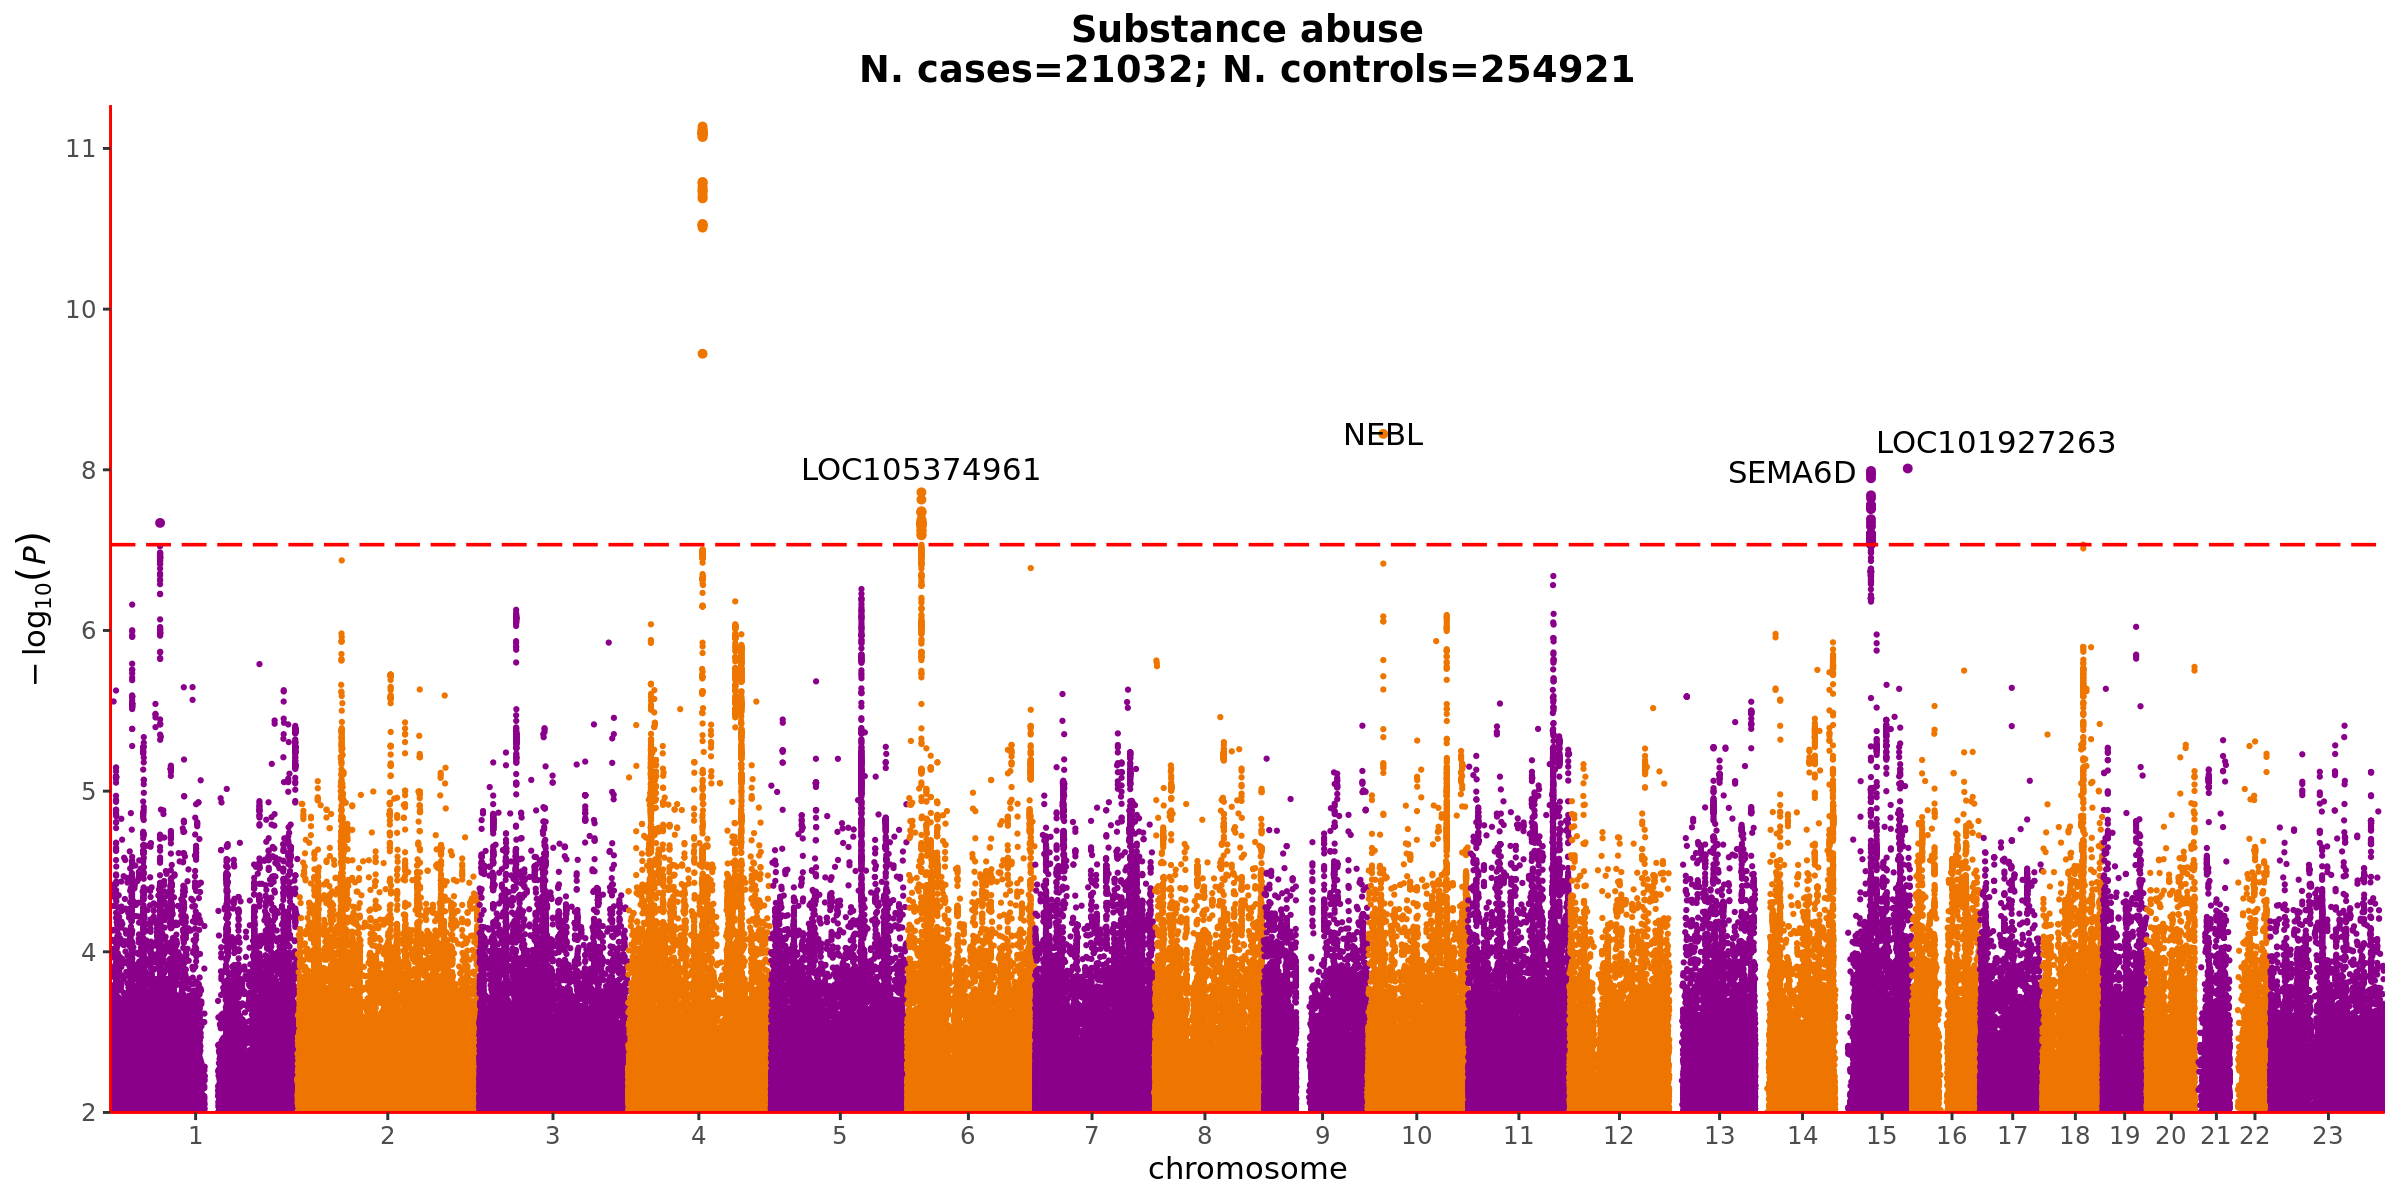 Substance abuse
N. cases=21032; N. controls=254921
11
10
8
6
5
4
2
−log10(P)
NEBL
LOC101927263
LOC105374961
SEMA6D
1 2 3 4 5 6 7 8 9 10 11 12 13 14 15 16 17 18 19 20 21 22 23
chromosome